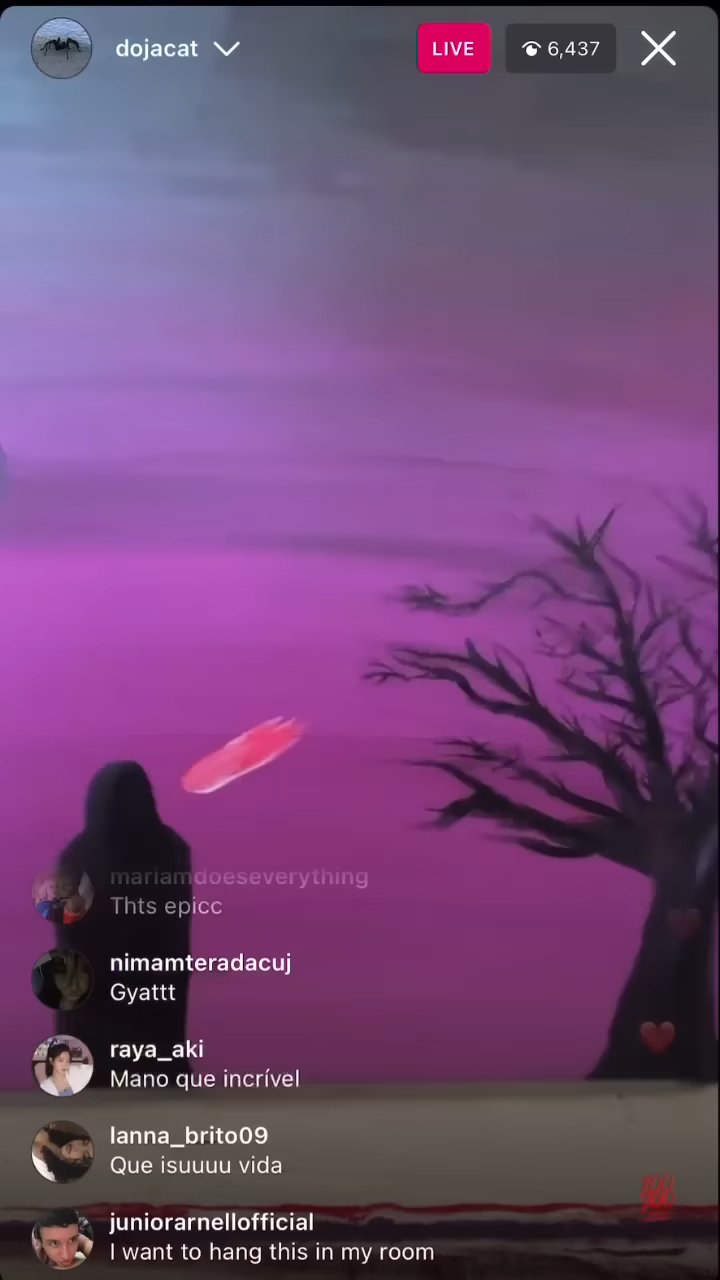 dojacat
LIVE
6,437
mariamdoeseverything
Thts epicc
nimamteradacuj
Gyattt
raya_aki
Mano que incrível
lanna_brito09
Que isuuuu vida
juniorarnellofficial
I want to hang this in my room